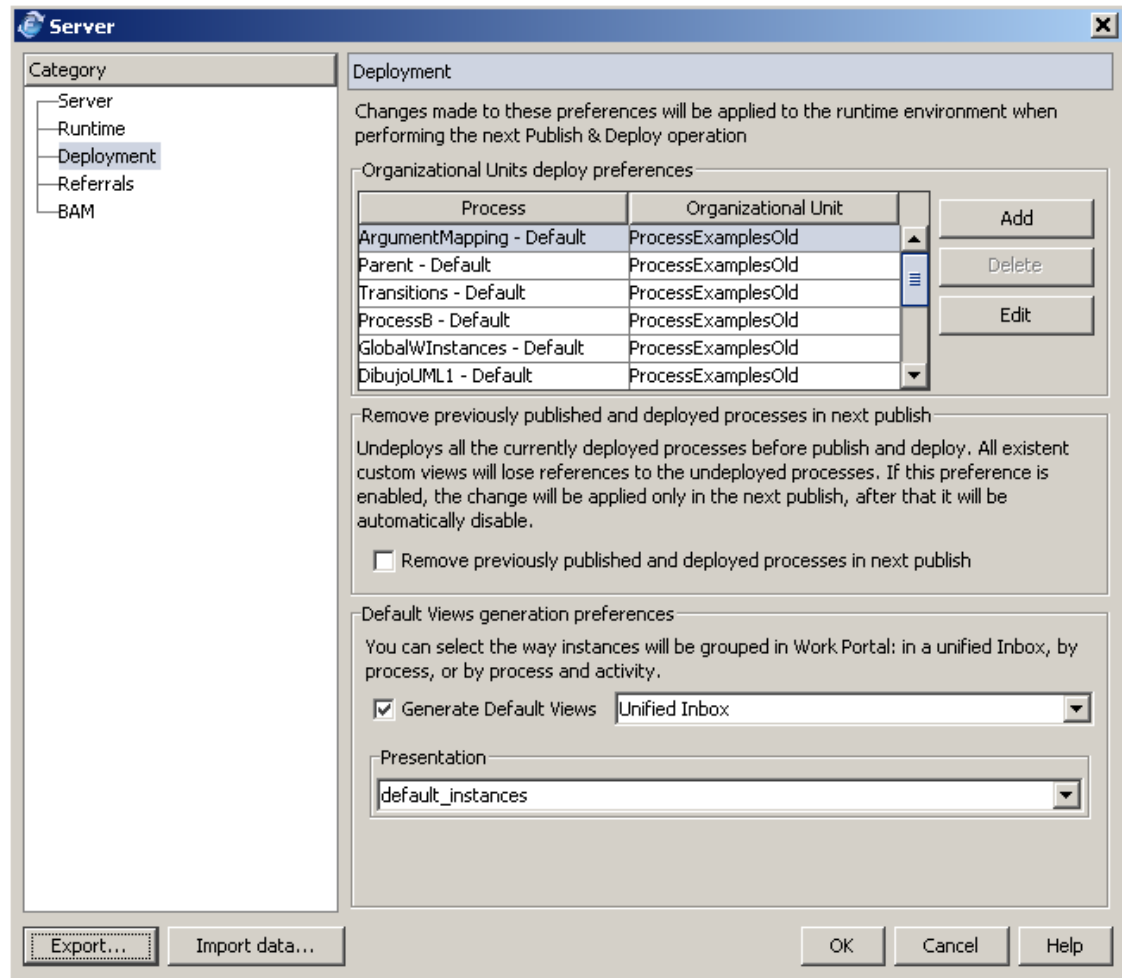 Server
Category
Server
Runtime
Deployment
Referrals
BAM
Deployment
Changes made to these preferences will be applied to the runtime environment when
performing the next Publish & Deploy operation
Organizational Units deploy preferences
Process Organizational Unit
ArgumentMapping - Default ProcessExamplesOld
Parent - Default ProcessExamplesOld
Transitions - Default ProcessExamplesOld
ProcessB - Default ProcessExamplesOld
GlobalWInstances - Default ProcessExamplesOld
DibujoUML1 - Default ProcessExamplesOld
Add
Delete
Edit
Remove previously published and deployed processes in next publish
Undeploys all the currently deployed processes before publish and deploy. All existent
custom views will lose references to the undeployed processes. If this preference is
enabled, the change will be applied only in the next publish, after that it will be
automatically disable.
Remove previously published and deployed processes in next publish
Default Views generation preferences
You can select the way instances will be grouped in Work Portal: in a unified Inbox, by
process, or by process and activity.
Generate Default Views Unified Inbox
Presentation
default_instances
Export... Import data... OK Cancel Help